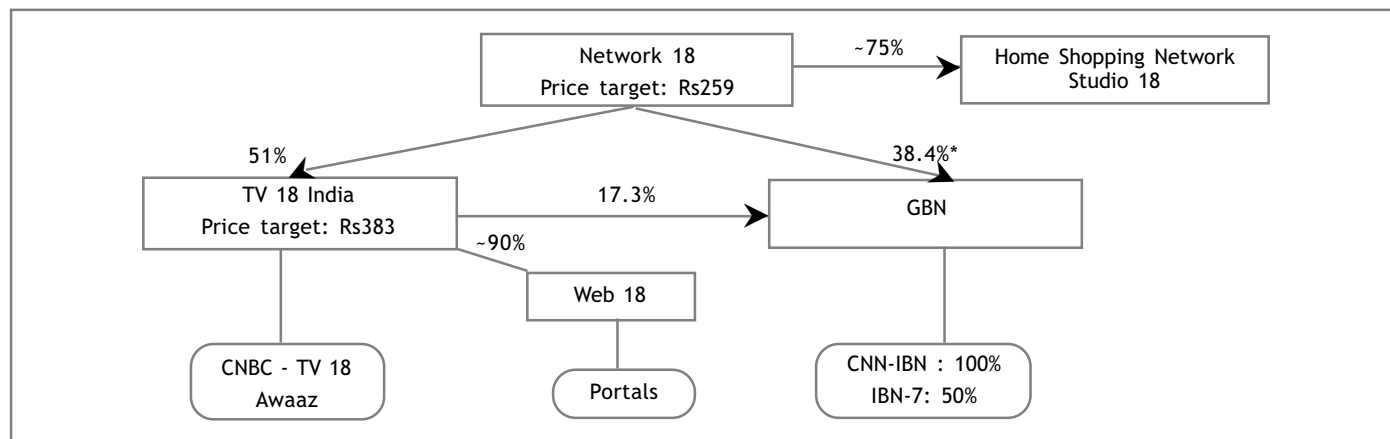 Network 18
Price target: Rs259
~75%
Home Shopping Network
Studio 18
51%
38.4%*
TV 18 India
Price target: Rs383
17.3%
GBN
~90%
Web 18
CNBC - TV 18
Awaaz
Portals
CNN-IBN : 100%
IBN-7: 50%